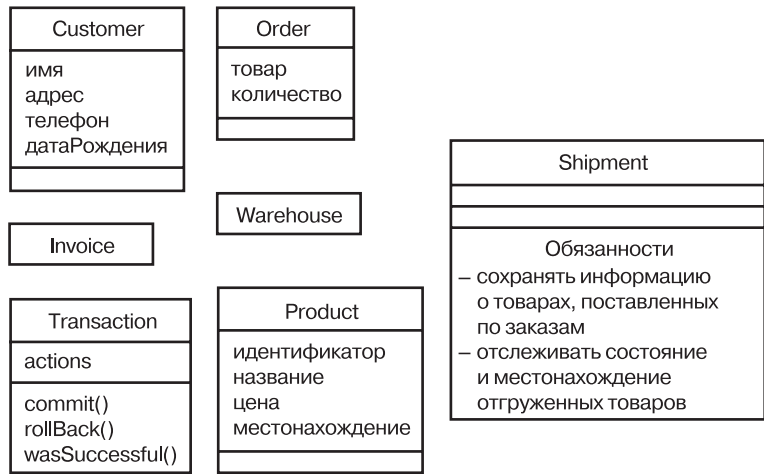 Customer
имя
адрес
телефон
датаРождения
Order
товар
количество
Shipment
Обязанности
– сохранять информацию
о товарах, поставленных
по заказам
– отслеживать состояние
и местонахождение
отгруженных товаров
Warehouse
Invoice
Transaction
actions
commit()
rollBack()
wasSuccessful()
Product
идентификатор
название
цена
местонахождение